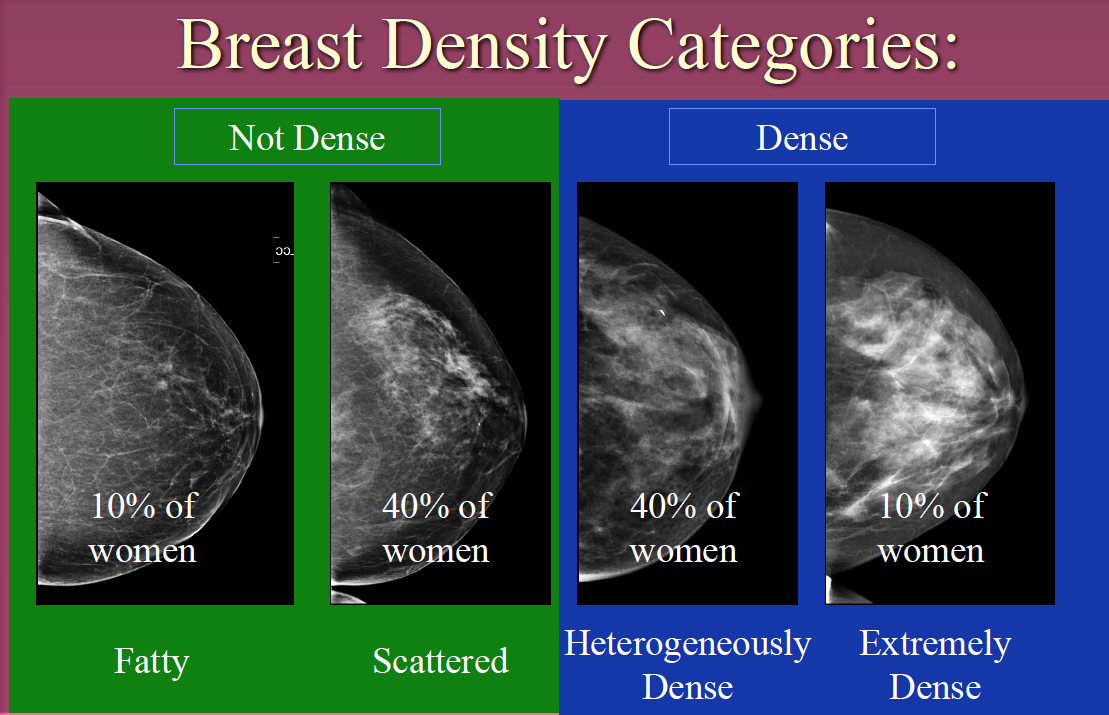 Breast Density Categories:
Not Dense
Dense
10% of
women
40% of
women
40% of
women
10% of
women
Fatty
Scattered
Heterogeneously
Dense
Extremely
Dense